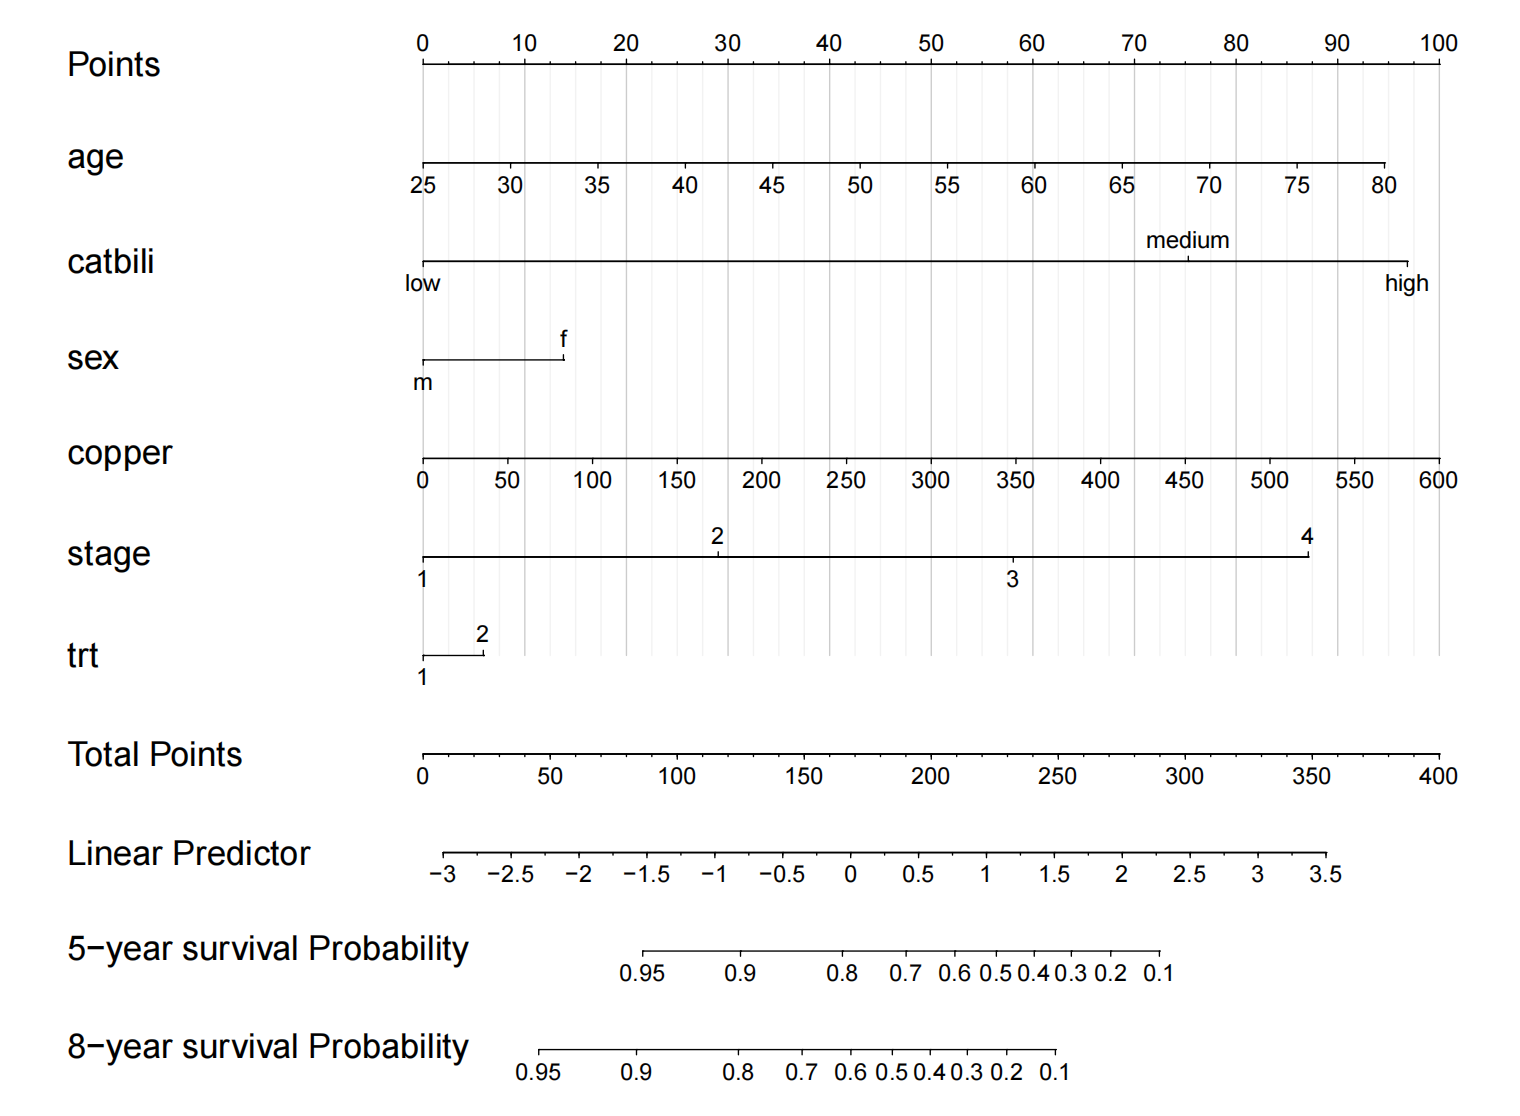 0 10 20 30 40 50 60 70 80 90 100
Points
age
25 30 35 40 45 50 55 60 65 70 75 80
medium
catbili
low high
f
sex
m
copper
0 50 100 150 200 250 300 350 400 450 500 550 600
2 4
stage
1 3
2
trt
1
Total Points
0 50 100 150 200 250 300 350 400
Linear Predictor
−3 −2.5 −2 −1.5 −1 −0.5 0 0.5 1 1.5 2 2.5 3 3.5
5−year survival Probability
0.95 0.9 0.8 0.7 0.6 0.5 0.4 0.3 0.2 0.1
8−year survival Probability
0.95 0.9 0.8 0.7 0.6 0.5 0.4 0.3 0.2 0.1